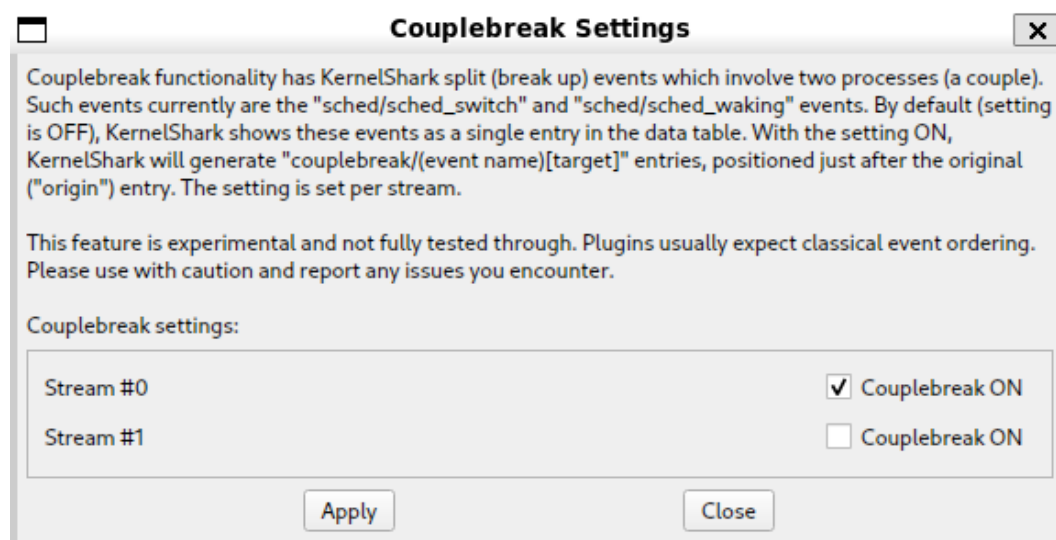 Couplebreak Settings
Couplebreak functionality has KernelShark split (break up) events which involve two processes (a couple).
Such events currently are the "sched/sched_switch" and "sched/sched_waking" events. By default (setting
is OFF), KernelShark shows these events as a single entry in the data table. With the setting ON,
KernelShark will generate "couplebreak/(event name)[target]" entries, positioned just after the original
("origin") entry. The setting is set per stream.
This feature is experimental and not fully tested through. Plugins usually expect classical event ordering.
Please use with caution and report any issues you encounter.
Couplebreak settings:
Stream #0 Couplebreak ON
Stream #1 Couplebreak ON
Apply Close